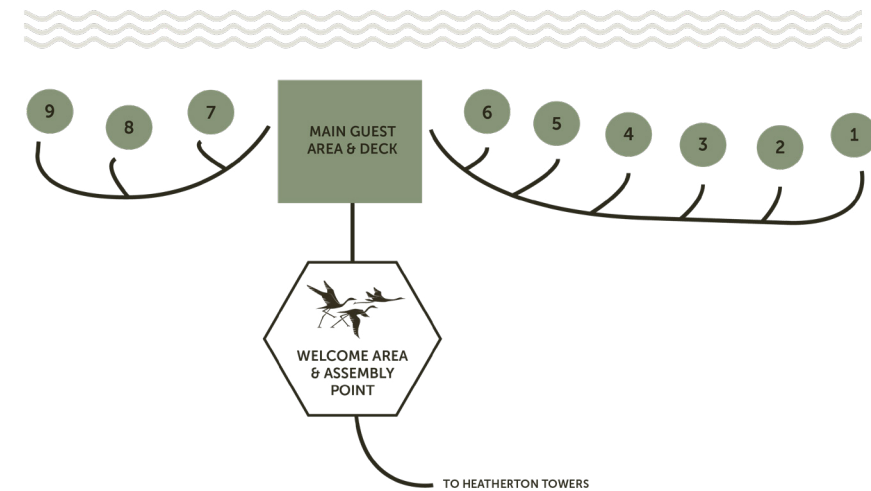 9
8
7
MAIN GUEST
AREA & DECK
6
5
4
3
2
1
WELCOME AREA
& ASSEMBLY
POINT
TO HEATHERTON TOWERS